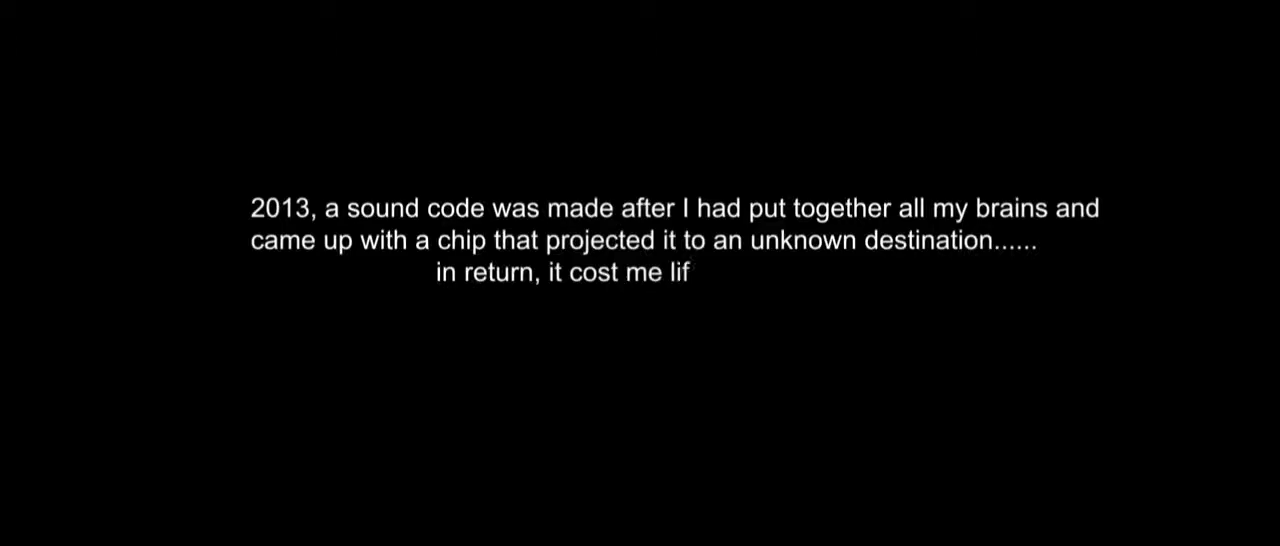 2013, a sound code was made after I had put together all my brains and
came up with a chip that projected it to an unknown destination......
in return, it cost me lif